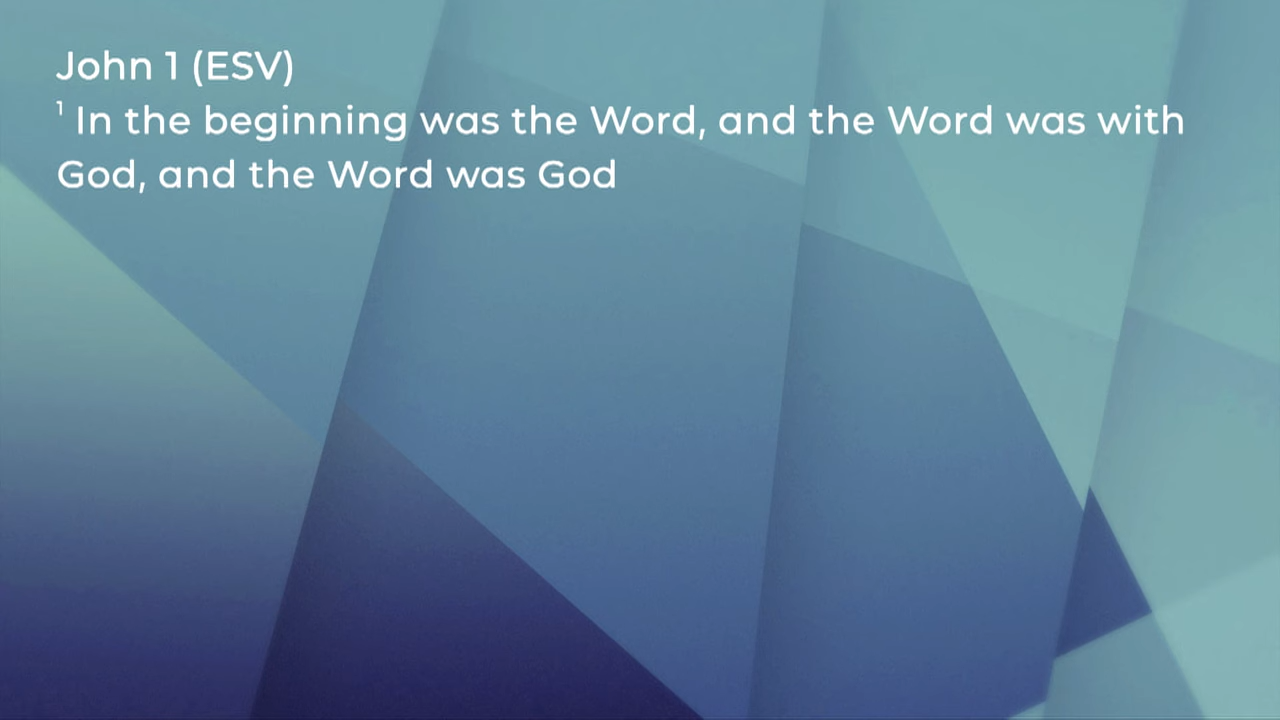 John 1 (ESV)
¹ In the beginning was the Word, and the Word was with
God, and the Word was God